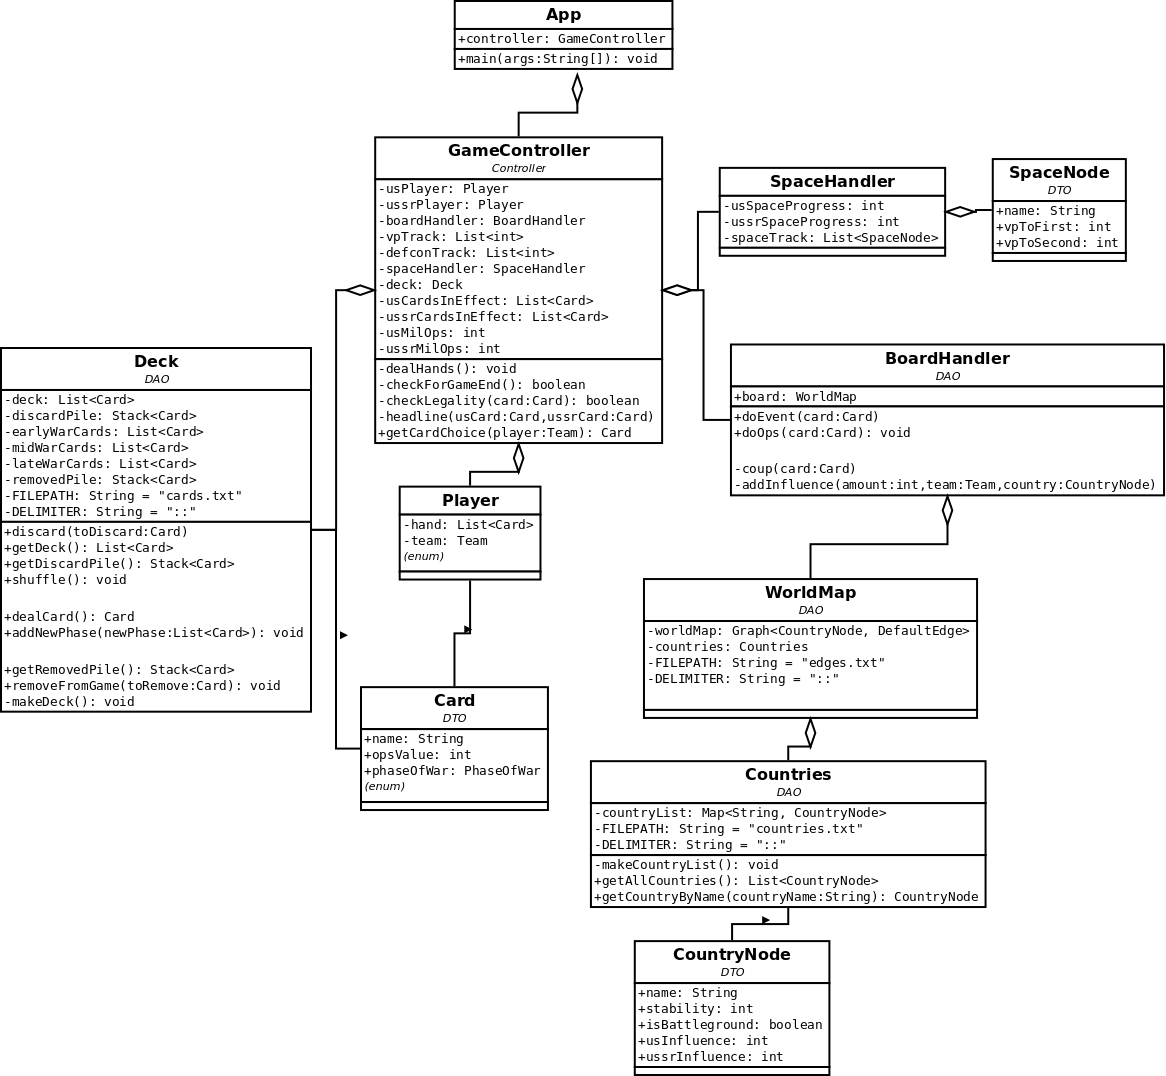 App
+controller: GameController
+main(args:String[]): void
GameController
Controller
-usPlayer: Player
-ussrPlayer: Player
-boardHandler: BoardHandler
-vpTrack: List<int>
-defconTrack: List<int>
-spaceHandler: SpaceHandler
-deck: Deck
-usCardsInEffect: List<Card>
-ussrCardsInEffect: List<Card>
-usMilOps: int
-ussrMilOps: int
-dealHands(): void
-checkForGameEnd(): boolean
-checkLegality(card:Card): boolean
-headline(usCard:Card,ussrCard:Card)
+getCardChoice(player:Team): Card
SpaceHandler
-usSpaceProgress: int
-ussrSpaceProgress: int
-spaceTrack: List<SpaceNode>
SpaceNode
DTO
+name: String
+vpToFirst: int
+vpToSecond: int
Deck
DAO
-deck: List<Card>
-discardPile: Stack<Card>
-earlyWarCards: List<Card>
-midWarCards: List<Card>
-lateWarCards: List<Card>
-removedPile: Stack<Card>
-FILEPATH: String = "cards.txt"
-DELIMITER: String = "::"
+discard(toDiscard:Card)
+getDeck(): List<Card>
+getDiscardPile(): Stack<Card>
+shuffle(): void
+dealCard(): Card
+addNewPhase(newPhase:List<Card>): void
+getRemovedPile(): Stack<Card>
+removeFromGame(toRemove:Card): void
-makeDeck(): void
BoardHandler
DAO
+board: WorldMap
+doEvent(card:Card)
+doOps(card:Card): void
-coup(card:Card)
-addInfluence(amount:int,team:Team,country:CountryNode)
Player
-hand: List<Card>
-team: Team
(enum)
WorldMap
DAO
-worldMap: Graph<CountryNode, DefaultEdge>
-countries: Countries
-FILEPATH: String = "edges.txt"
-DELIMITER: String = "::"
Card
DTO
+name: String
+opsValue: int
+phaseOfWar: PhaseOfWar
(enum)
Countries
DAO
-countryList: Map<String, CountryNode>
-FILEPATH: String = "countries.txt"
-DELIMITER: String = "::"
-makeCountryList(): void
+getAllCountries(): List<CountryNode>
+getCountryByName(countryName:String): CountryNode
CountryNode
DTO
+name: String
+stability: int
+isBattleground: boolean
+usInfluence: int
+ussrInfluence: int